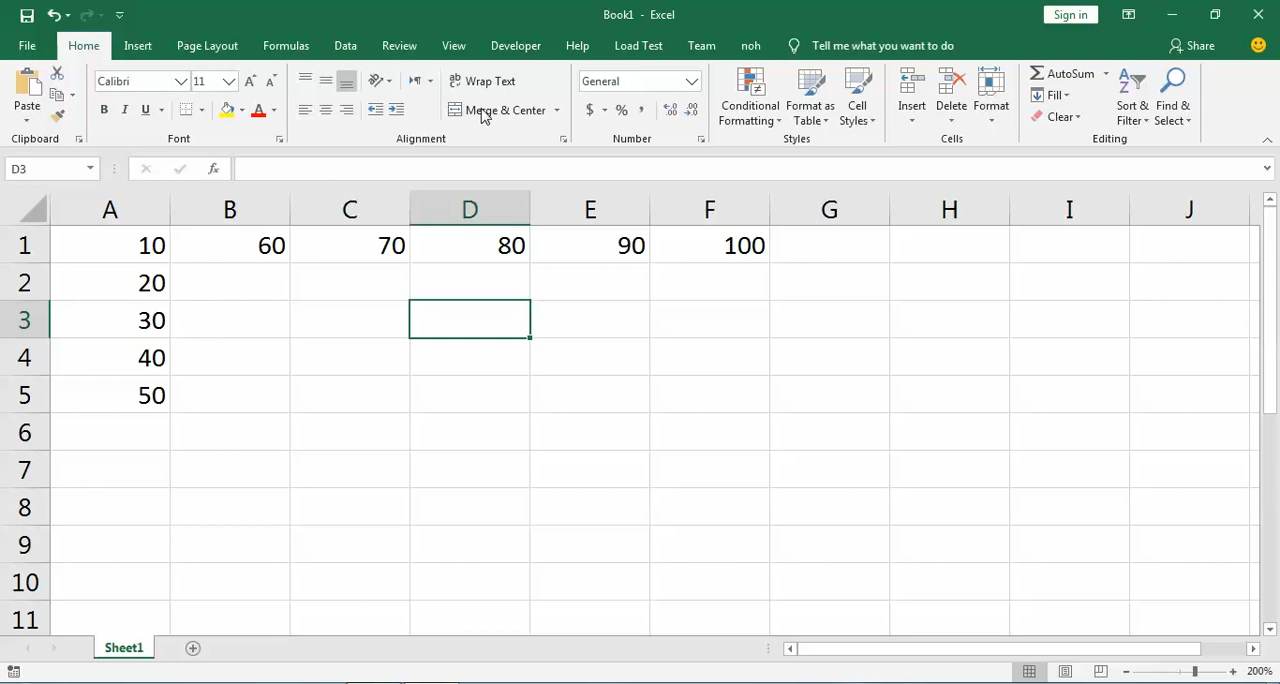 Book1 - Excel
Sign in
File Home Insert Page Layout Formulas Data Review View Developer Help Load Test Team noh Tell me what you want to do Share
Paste
Clipboard
Calibri 11
B I U
Font
Wrap Text
Merge & Center
Alignment
General
$ % ,
Number
Conditional Formatting
Format as Table
Cell Styles
Styles
Insert Delete Format
Cells
AutoSum
Fill
Clear
Sort & Filter
Find & Select
Editing
D3
fx
A B C D E F G H I J
1 10 60 70 80 90 100
2 20
3 30
4 40
5 50
6
7
8
9
10
11
Sheet1
200%